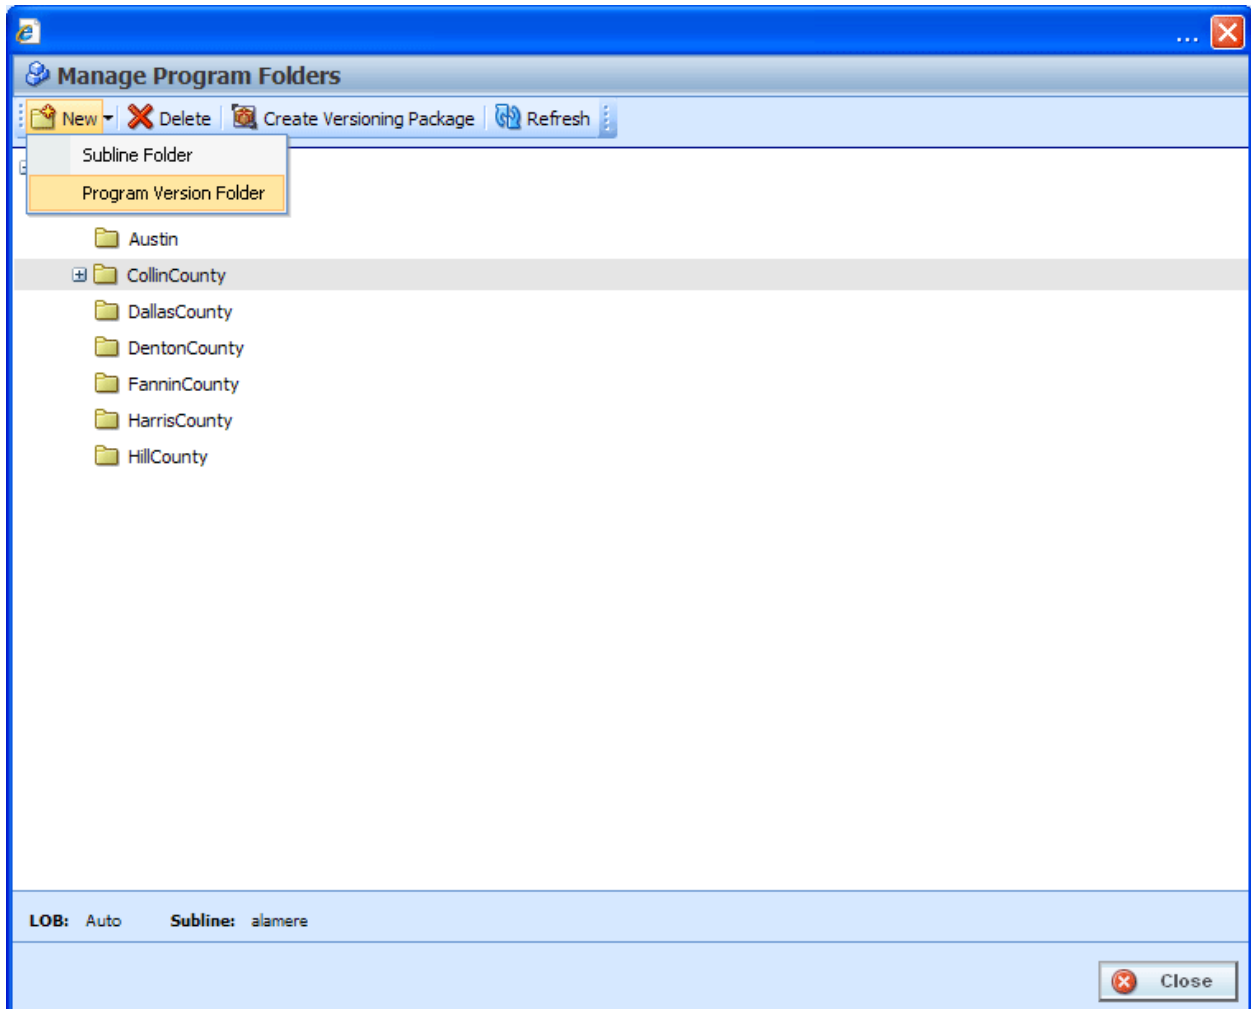 ...
Manage Program Folders
New Delete Create Versioning Package Refresh
Subline Folder
Program Version Folder
Austin
CollinCounty
DallasCounty
DentonCounty
FanninCounty
HarrisCounty
HillCounty
LOB: Auto Subline: alamere
Close